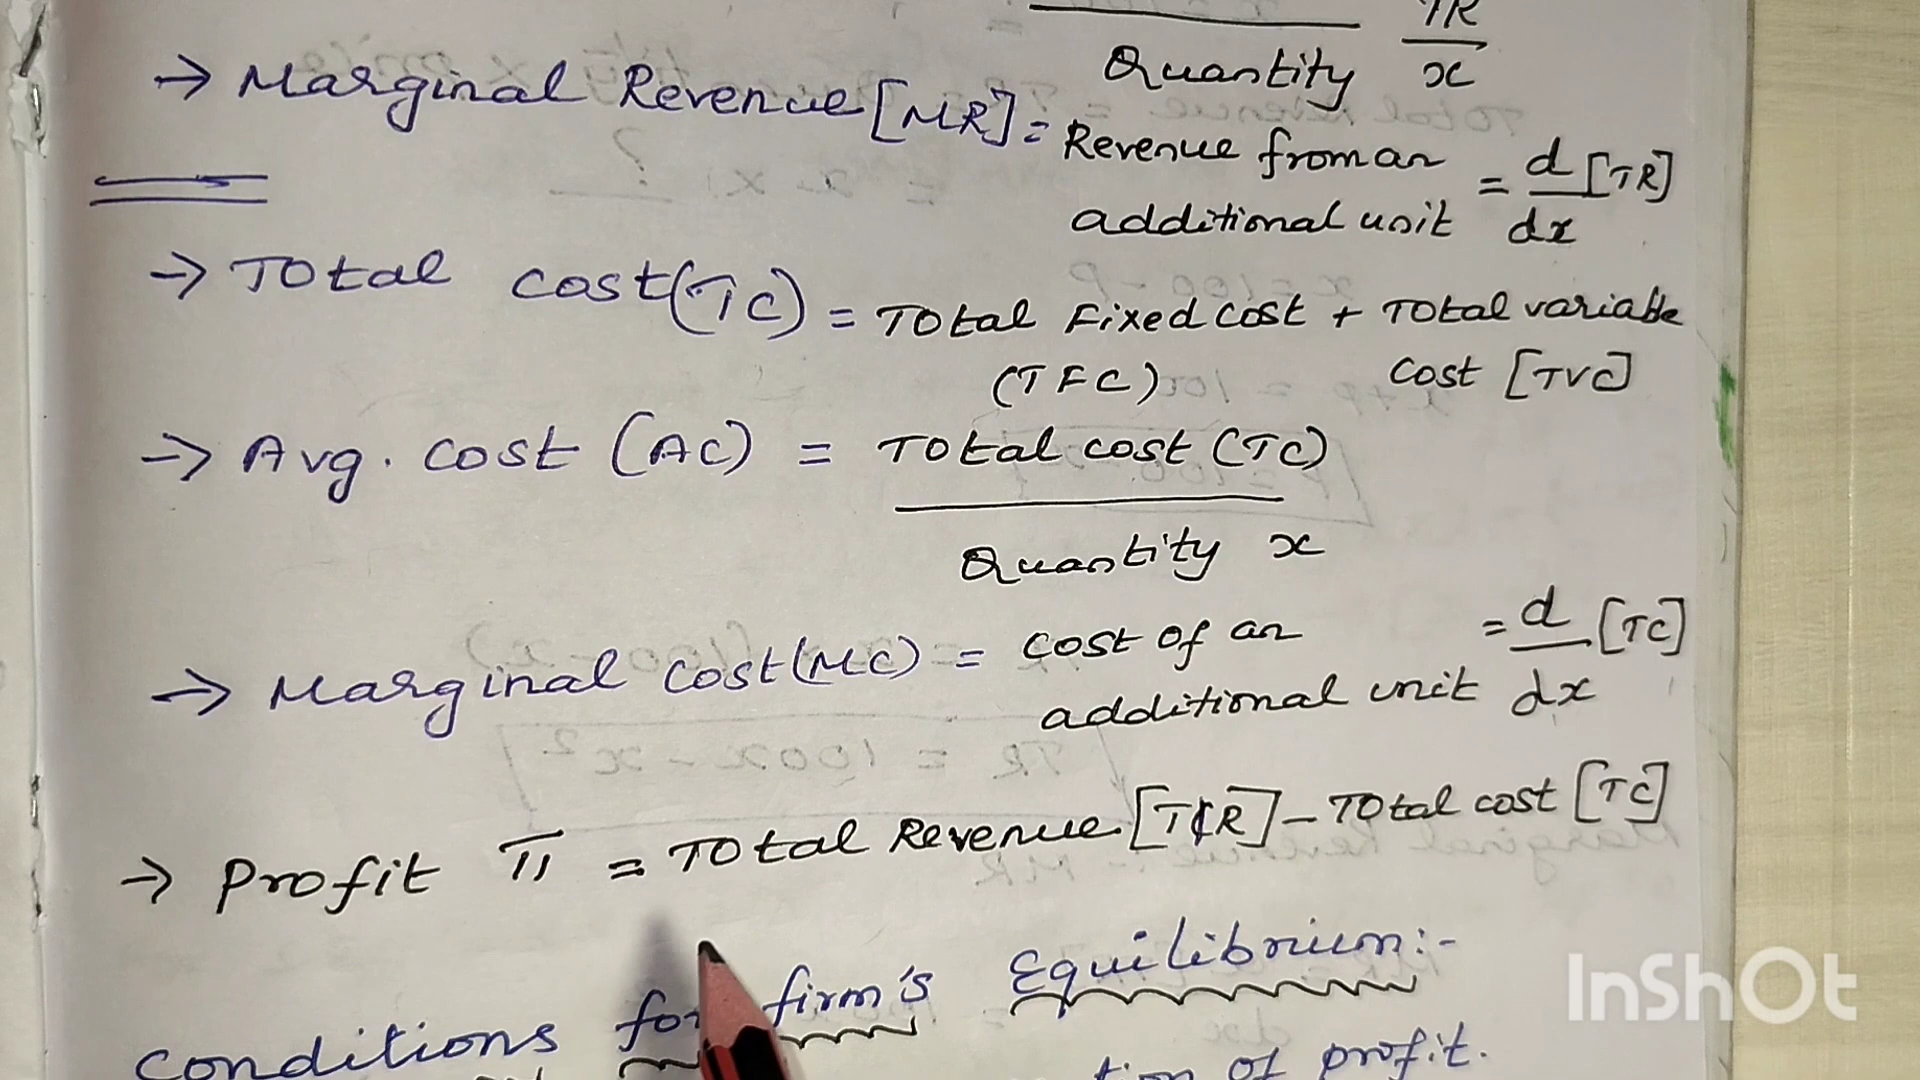 TR
Quantity x
→ Marginal Revenue [MR] = Revenue from an = d/dx [TR]
additional unit
→ Total cost (TC) = Total Fixed cost + Total variable
(TFC) cost [TVC]
→ Avg. cost (AC) = Total cost (TC)
Quantity x
→ Marginal cost (MC) = cost of an = d/dx [TC]
additional unit
→ Profit π = Total Revenue [TR] - Total cost [TC]
Conditions for firm's Equilibrium:-
of profit.
InShOt